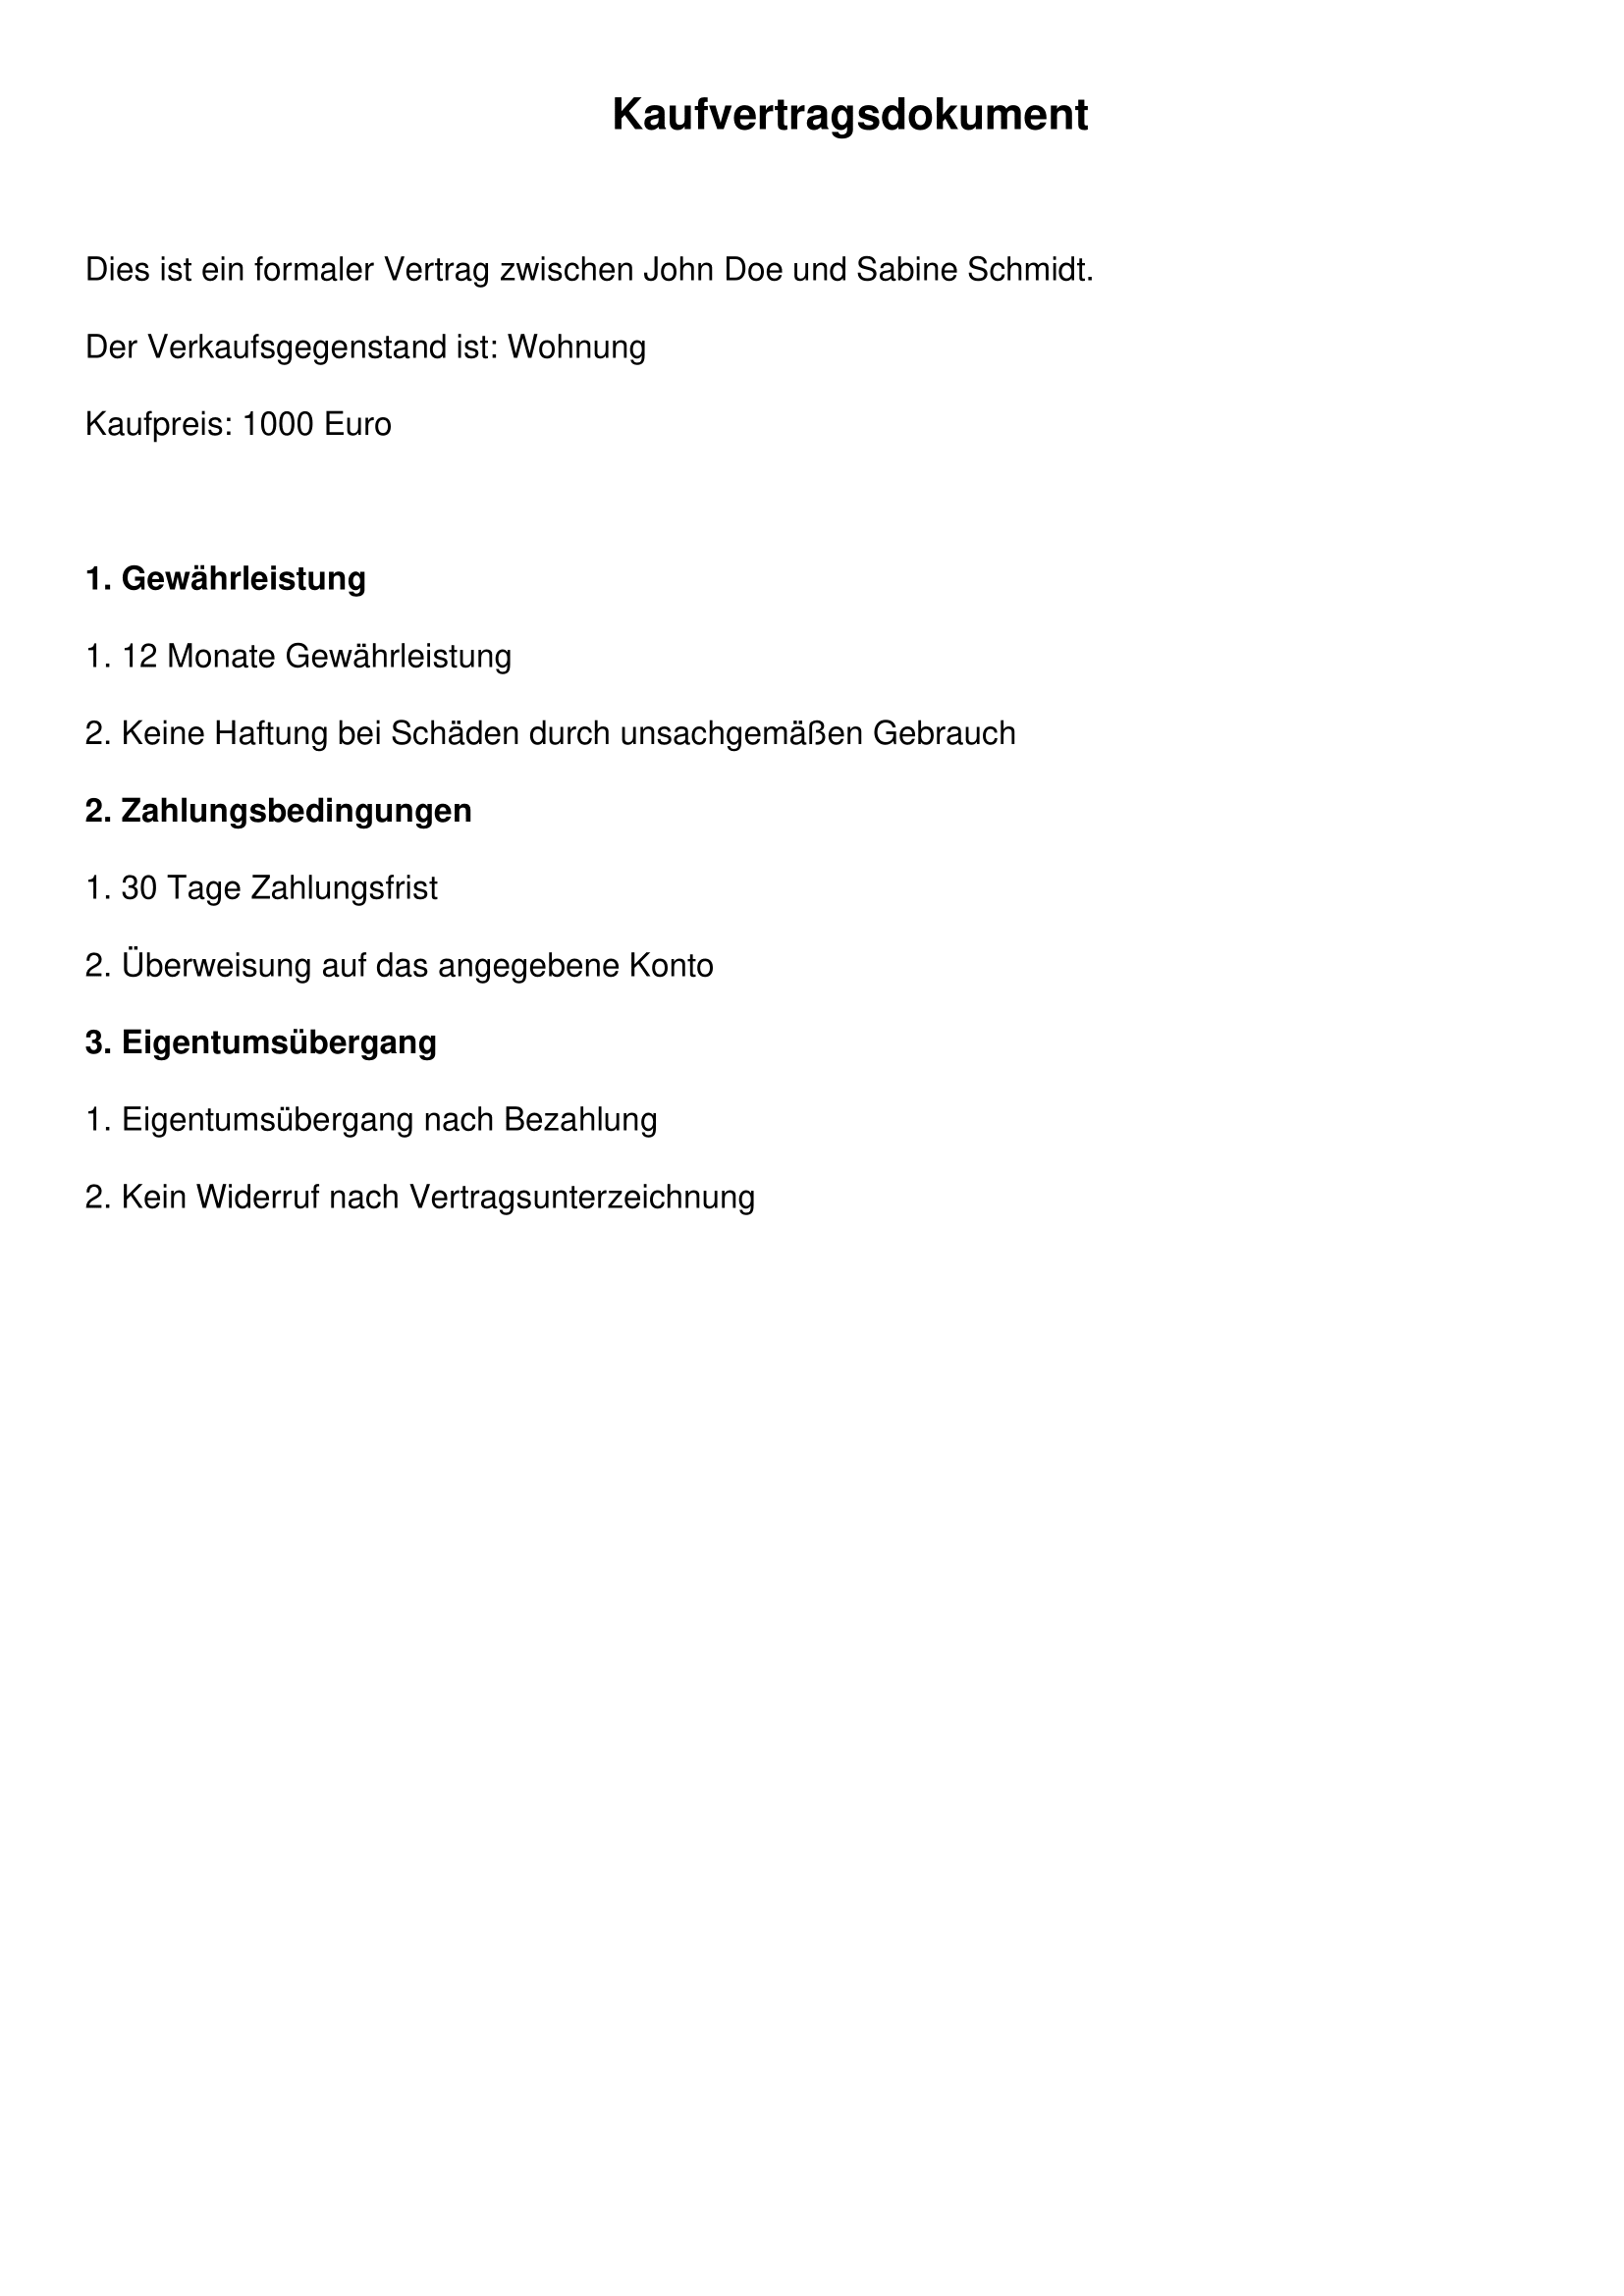 Kaufvertragsdokument
Dies ist ein formaler Vertrag zwischen John Doe und Sabine Schmidt.
Der Verkaufsgegenstand ist: Wohnung
Kaufpreis: 1000 Euro
1. Gewährleistung
1. 12 Monate Gewährleistung
2. Keine Haftung bei Schäden durch unsachgemäßen Gebrauch
2. Zahlungsbedingungen
1. 30 Tage Zahlungsfrist
2. Überweisung auf das angegebene Konto
3. Eigentumsübergang
1. Eigentumsübergang nach Bezahlung
2. Kein Widerruf nach Vertragsunterzeichnung